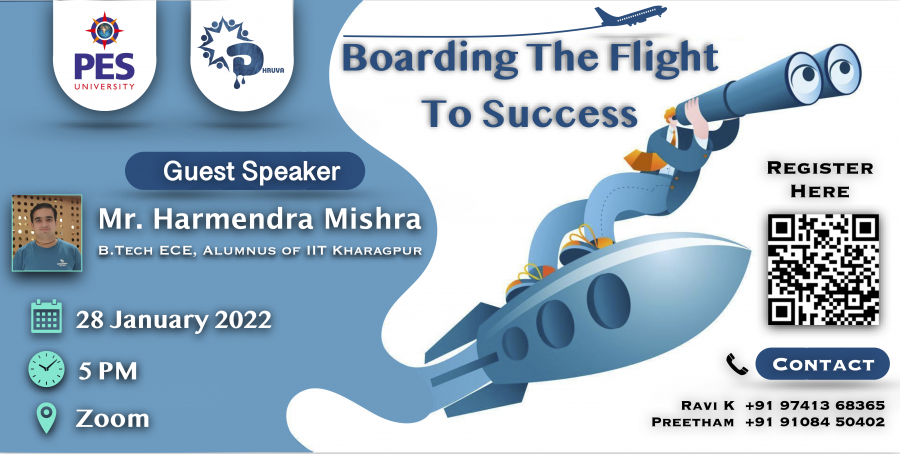 PES
UNIVERSITY
DHRUVA
Boarding The Flight
To Success
Guest Speaker
Mr. Harmendra Mishra
B.Tech ECE, Alumnus of IIT Kharagpur
28 January 2022
5 PM
Zoom
Register
Here
Contact
Ravi K +91 97413 68365
Preetham +91 91084 50402